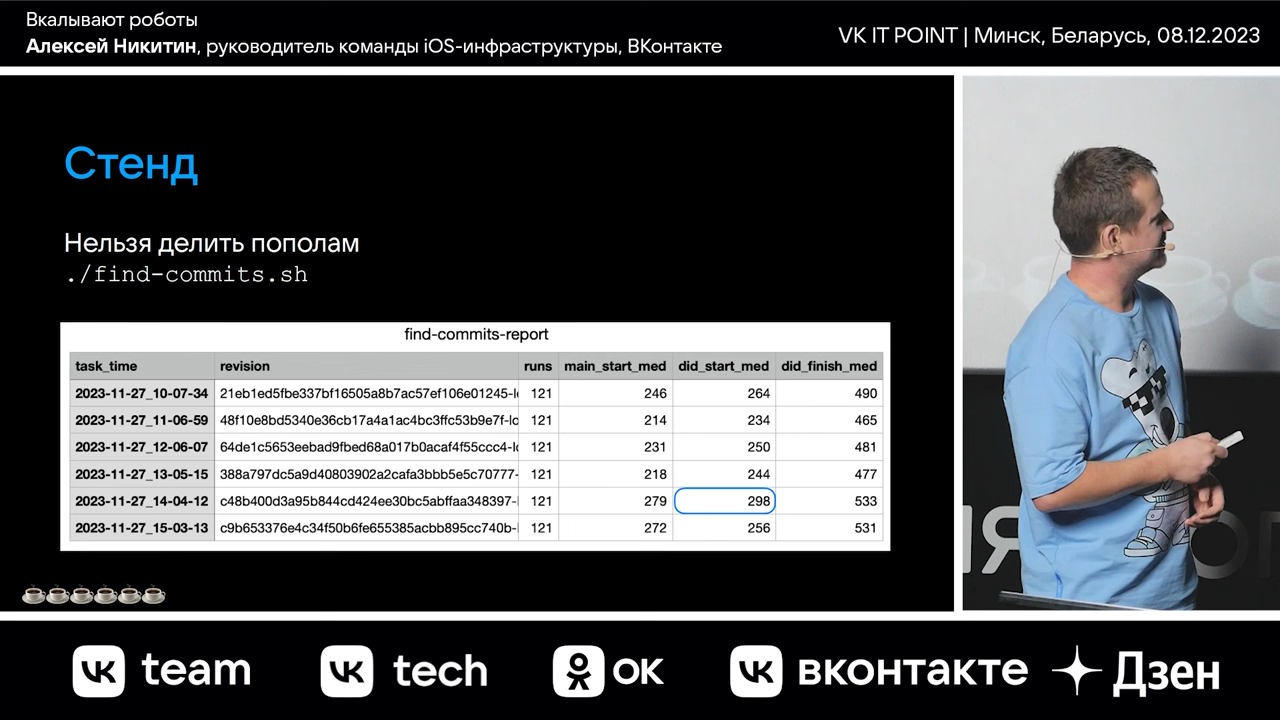 Вкалывают роботы
Алексей Никитин, руководитель команды iOS-инфраструктуры, ВКонтакте
VK IT POINT | Минск, Беларусь, 08.12.2023
Стенд
Нельзя делить пополам
./find-commits.sh
find-commits-report
task_time revision runs main_start_med did_start_med did_finish_med
2023-11-27_10-07-34 21eb1ed5fbe337bf16505a8b7ac57ef106e01245- 121 246 264 490
2023-11-27_11-06-59 48f10e8bd5340e36cb17a4a1ac4bc3ffc53b9e7f-lo 121 214 234 465
2023-11-27_12-06-07 64de1c5653eebad9fbed68a017b0acaf4f55ccc4-lo 121 231 250 481
2023-11-27_13-05-15 388a797dc5a9d40803902a2cafa3bbb5e5c70777- 121 218 244 477
2023-11-27_14-04-12 c48b400d3a95b844cd424ee30bc5abffaa348397- 121 279 298 533
2023-11-27_15-03-13 c9b653376e4c34f50b6fe655385acbb895cc740b- 121 272 256 531
team
tech
ОК
вконтакте
Дзен